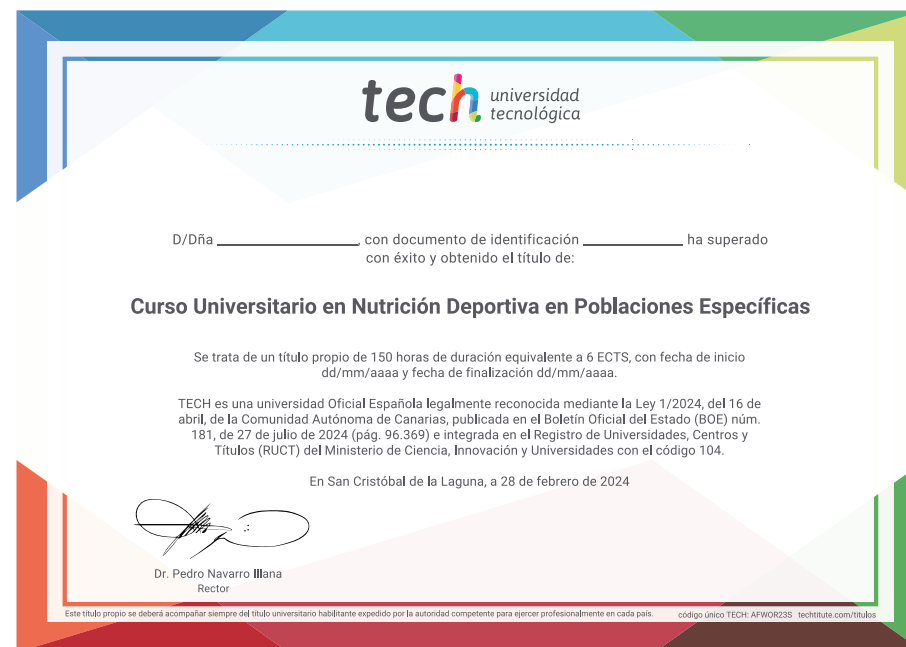 tech universidad
tecnológica
D/Dña ____________________, con documento de identificación ______________ ha superado
con éxito y obtenido el título de:
Curso Universitario en Nutrición Deportiva en Poblaciones Específicas
Se trata de un título propio de 150 horas de duración equivalente a 6 ECTS, con fecha de inicio
dd/mm/aaaa y fecha de finalización dd/mm/aaaa.
TECH es una universidad Oficial Española legalmente reconocida mediante la Ley 1/2024, del 16 de
abril, de la Comunidad Autónoma de Canarias, publicada en el Boletín Oficial del Estado (BOE) núm.
181, de 27 de julio de 2024 (pág. 96.369) e integrada en el Registro de Universidades, Centros y
Títulos (RUCT) del Ministerio de Ciencia, Innovación y Universidades con el código 104.
En San Cristóbal de la Laguna, a 28 de febrero de 2024
Dr. Pedro Navarro Illana
Rector
Este título propio se deberá acompañar siempre del título universitario habilitante expedido por la autoridad competente para ejercer profesionalmente en cada país. código único TECH: AFWOR23S techtitute.com/titulos